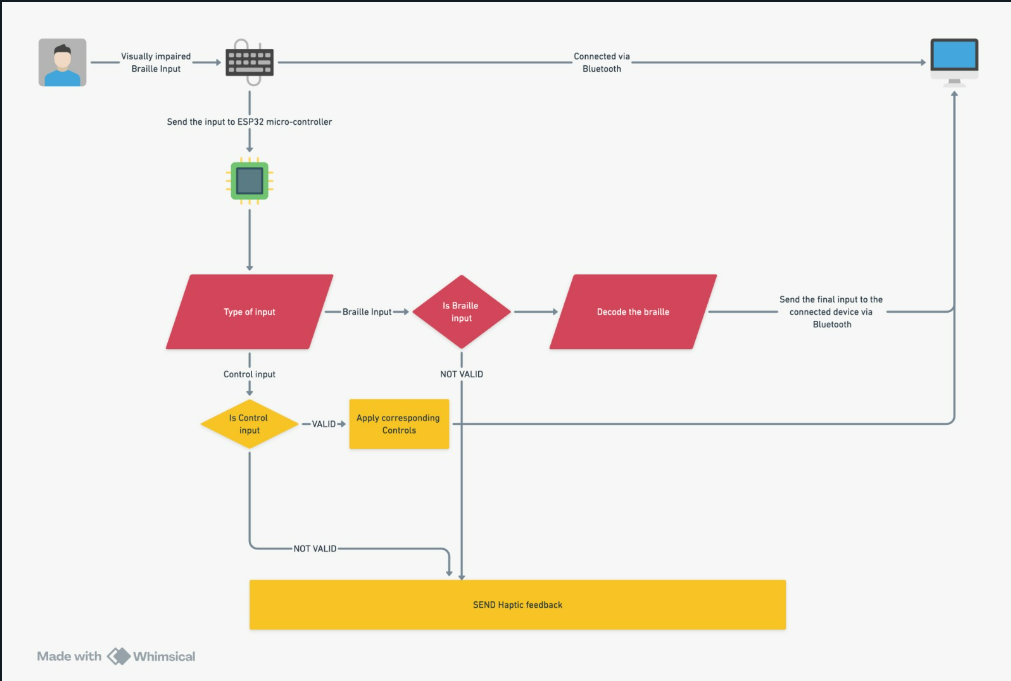 Visually impaired
Braille Input
Connected via
Bluetooth
Send the input to ESP32 micro-controller
Type of input
Braille Input
Is Braille
input
Decode the braille
Send the final input to the
connected device via
Bluetooth
Control input
NOT VALID
Is Control
input
VALID
Apply corresponding
Controls
NOT VALID
SEND Haptic feedback
Made with Whimsical